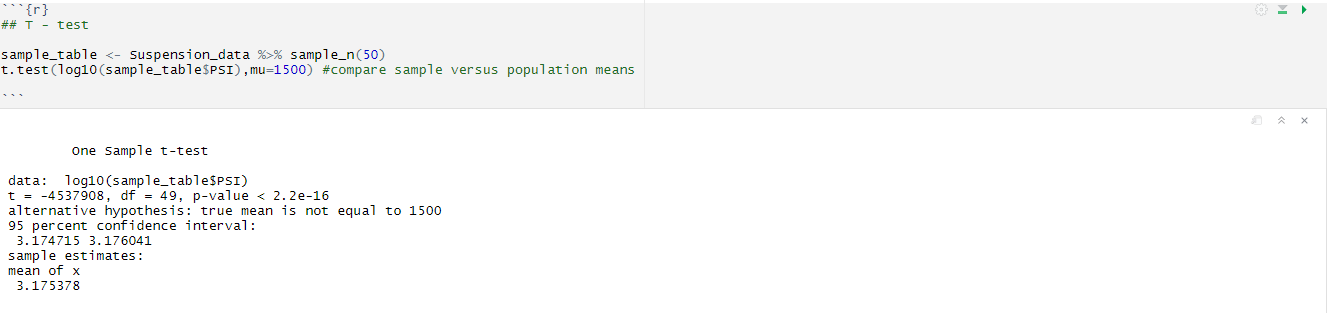 ```{r}
## T - test
sample_table <- Suspension_data %>% sample_n(50)
t.test(log10(sample_table$PSI),mu=1500) #compare sample versus population means
```
One Sample t-test
data:  log10(sample_table$PSI)
t = -4537908, df = 49, p-value < 2.2e-16
alternative hypothesis: true mean is not equal to 1500
95 percent confidence interval:
3.174715 3.176041
sample estimates:
mean of x
3.175378